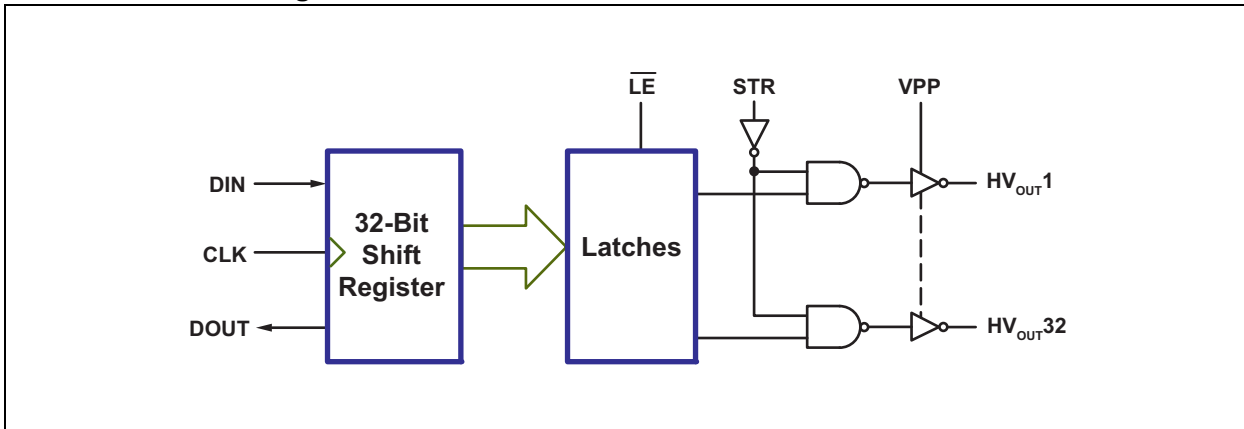 LE
STR
VPP
DIN
CLK
DOUT
32-Bit
Shift
Register
Latches
HVOUT1
HVOUT32